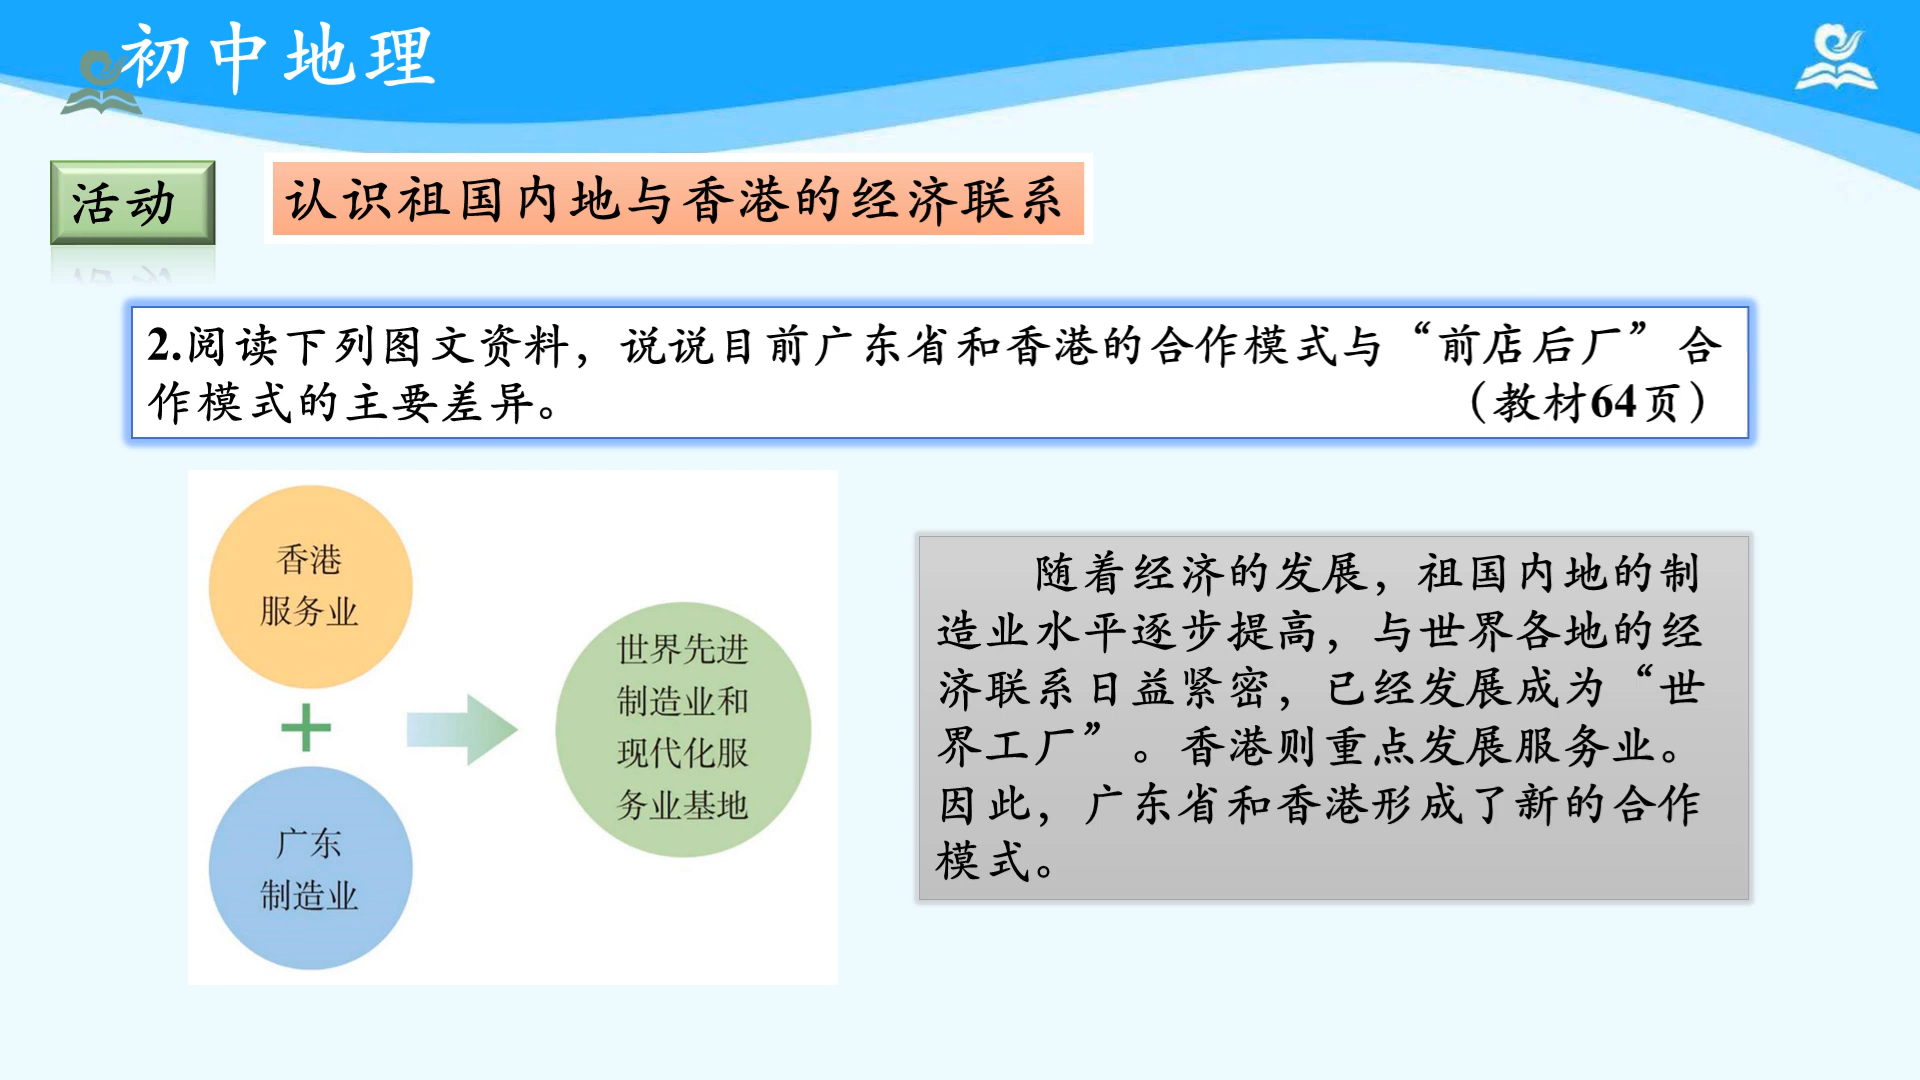 初中地理
活动
认识祖国内地与香港的经济联系
2.阅读下列图文资料，说说目前广东省和香港的合作模式与“前店后厂”合
作模式的主要差异。（教材64页）
香港
服务业
+
广东
制造业
世界先进
制造业和
现代化服
务业基地
随着经济的发展，祖国内地的制
造业水平逐步提高，与世界各地的经
济联系日益紧密，已经发展成为“世
界工厂”。香港则重点发展服务业。
因此，广东省和香港形成了新的合作
模式。